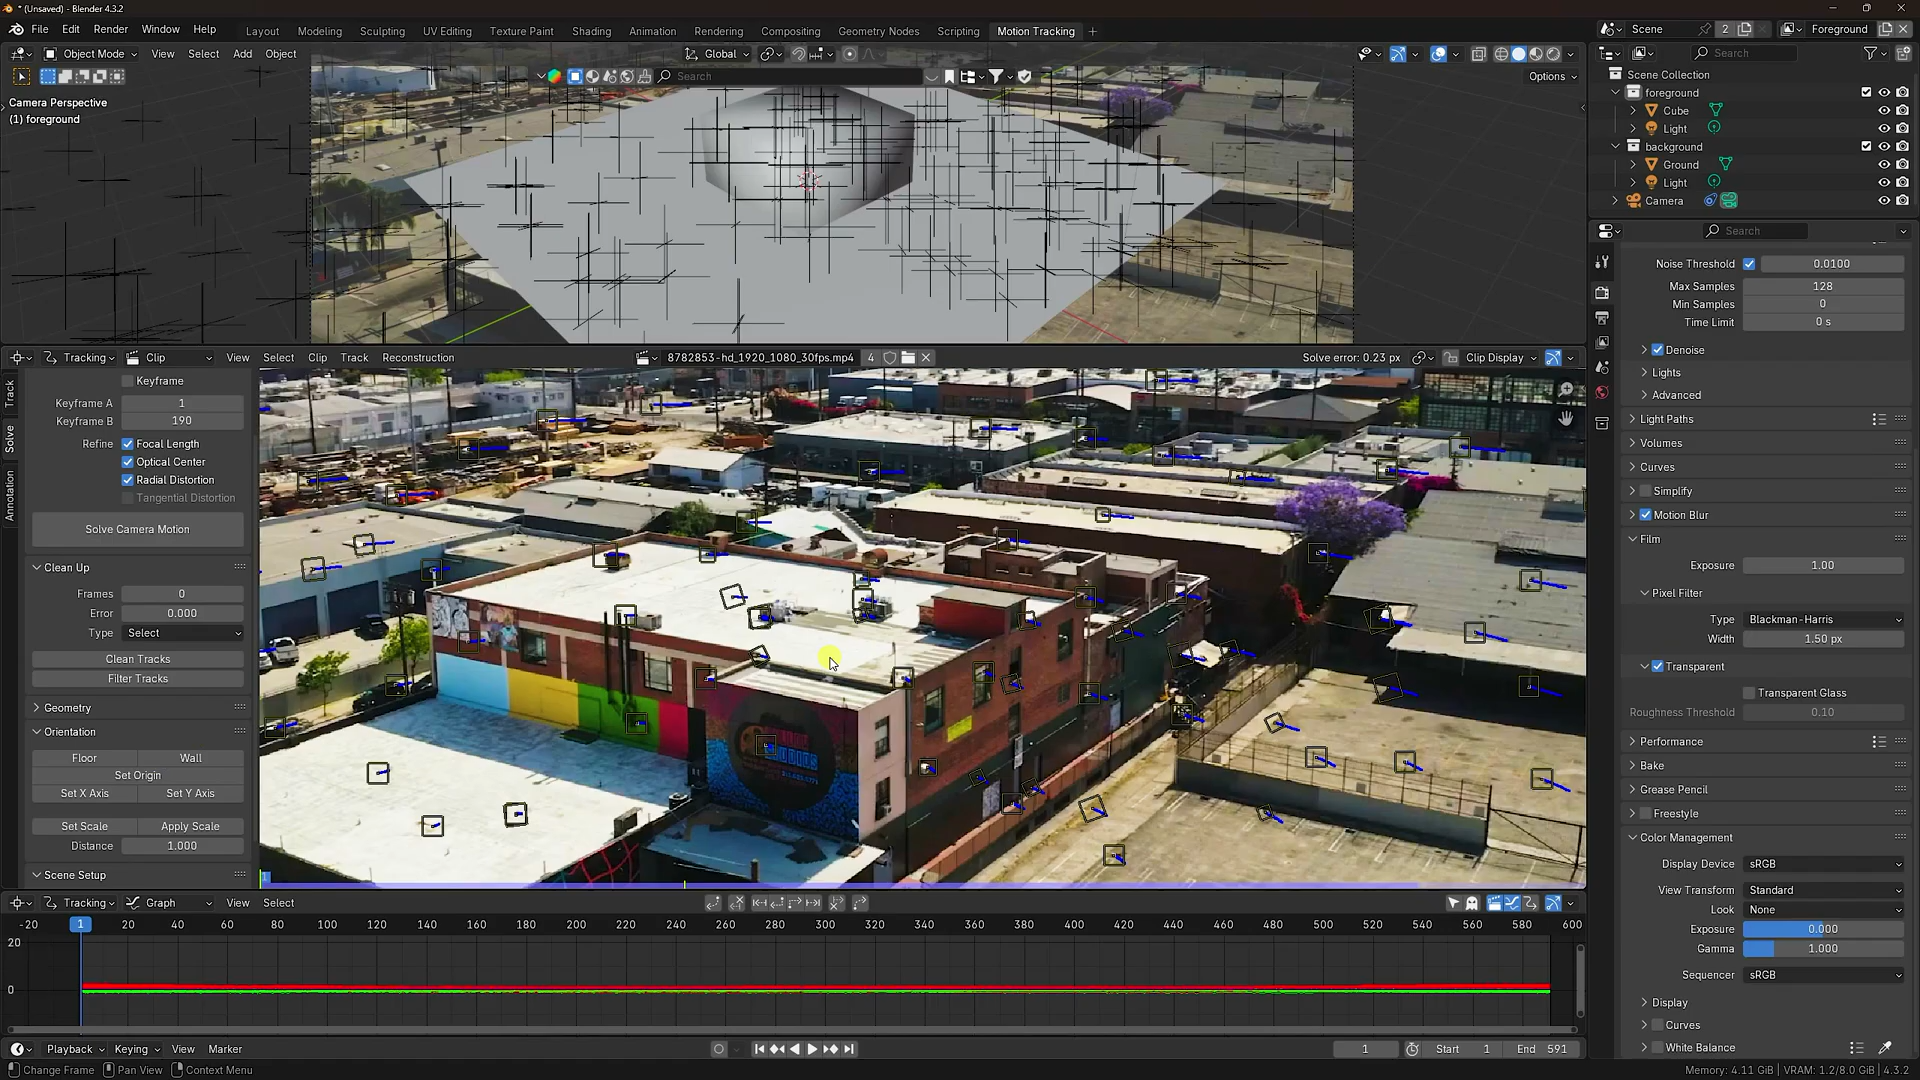 * (Unsaved) - Blender 4.3.2
File Edit Render Window Help Layout Modeling Sculpting UV Editing Texture Paint Shading Animation Rendering Compositing Geometry Nodes Scripting Motion Tracking Scene 2 Foreground
Object Mode View Select Add Object Global Search
Search Options
Camera Perspective
(1) foreground
Scene Collection
foreground
Cube
Light
background
Ground
Light
Camera
Search
Noise Threshold 0.0100
Max Samples 128
Min Samples 0
Time Limit 0 s
Denoise
Lights
Advanced
Light Paths
Volumes
Curves
Simplify
Motion Blur
Film
Exposure 1.00
Pixel Filter
Type Blackman-Harris
Width 1.50 px
Transparent
Transparent Glass
Roughness Threshold 0.10
Performance
Bake
Grease Pencil
Freestyle
Color Management
Display Device sRGB
View Transform Standard
Look None
Exposure 0.000
Gamma 1.000
Sequencer sRGB
Display
Curves
White Balance
Tracking Clip View Select Clip Track Reconstruction 8782853-hd_1920_1080_30fps.mp4 4 Solve error: 0.23 px Clip Display
Track
Solve
Annotation
Keyframe
Keyframe A 1
Keyframe B 190
Refine Focal Length
Optical Center
Radial Distortion
Tangential Distortion
Solve Camera Motion
Clean Up
Frames 0
Error 0.000
Type Select
Clean Tracks
Filter Tracks
Geometry
Orientation
Floor Wall
Set Origin
Set X Axis Set Y Axis
Set Scale Apply Scale
Distance 1.000
Scene Setup
1
Tracking Graph View Select
-20 1 20 40 60 80 100 120 140 160 180 200 220 240 260 280 300 320 340 360 380 400 420 440 460 480 500 520 540 560 580 600
20
0
Playback Keying View Marker 1 Start 1 End 591
Change Frame Pan View Context Menu Memory: 4.11 GiB | VRAM: 1.2/8.0 GiB | 4.3.2